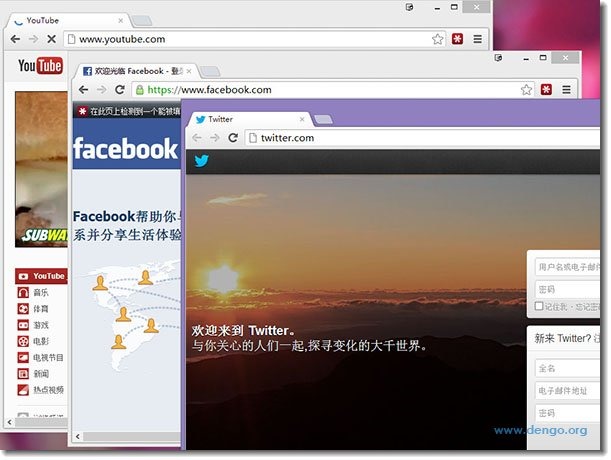 YouTube
www.youtube.com
YouTube
SUBWAY
YouTube
音乐
体育
游戏
电影
电视节目
新闻
热点视频
欢迎光临 Facebook - 登
https://www.facebook.com
在此页上检测到一个能被填
facebook
Facebook帮助你与
系并分享生活体验
Twitter
twitter.com
欢迎来到 Twitter。
与你关心的人们一起,探寻变化的大千世界。
用户名或电子邮
密码
记住我 · 忘记密码
新来 Twitter? 注
全名
电子邮件地址
密码
www.dengo.org